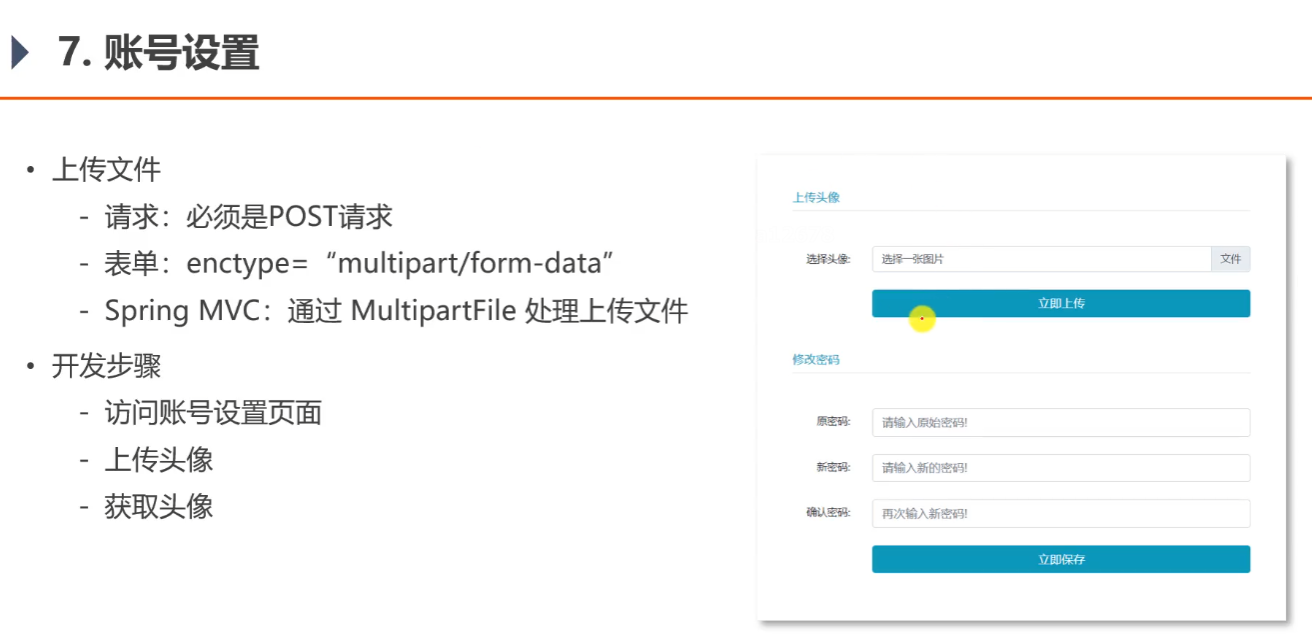 7. 账号设置
• 上传文件
- 请求：必须是POST请求
- 表单：enctype=“multipart/form-data”
- Spring MVC：通过 MultipartFile 处理上传文件
• 开发步骤
- 访问账号设置页面
- 上传头像
- 获取头像
上传头像
选择头像: 选择一张图片 文件
立即上传
修改密码
原密码: 请输入原始密码!
新密码: 请输入新的密码!
确认密码: 再次输入新密码!
立即保存